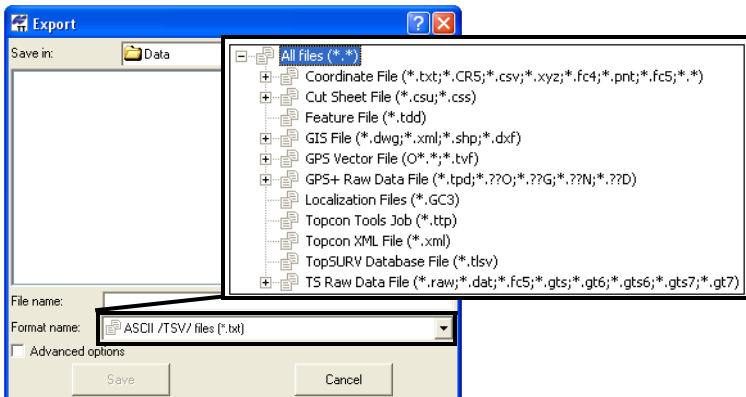 Export
Save in:
Data
All files (*.*)
Coordinate File (*.txt;*.CR5;*.csv;*.xyz;*.fc4;*.pnt;*.fc5;*.*)
Cut Sheet File (*.csu;*.css)
Feature File (*.tdd)
GIS File (*.dwg;*.xml;*.shp;*.dxf)
GPS Vector File (O*.*;*.tvf)
GPS+ Raw Data File (*.tpd;*.??O;*.??G;*.??N;*.??D)
Localization Files (*.GC3)
Topcon Tools Job (*.ttp)
Topcon XML File (*.xml)
TopSURV Database File (*.tlsv)
TS Raw Data File (*.raw;*.dat;*.fc5;*.gts;*.gt6;*.gts6;*.gts7;*.gt7)
File name:
Format name:
ASCII /TSV/ files (*.txt)
Advanced options
Save
Cancel